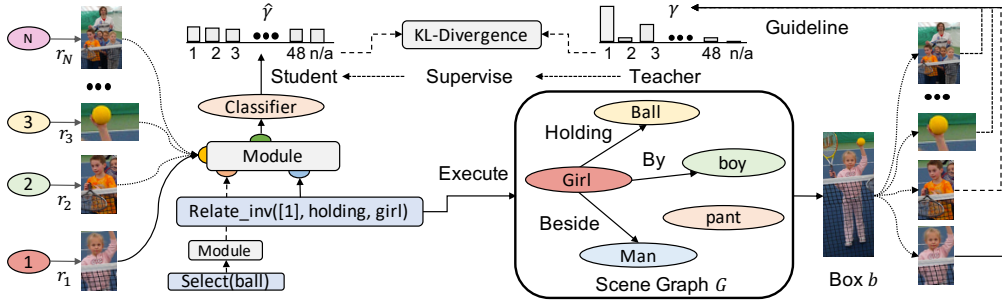 N
r_N
•••
3
r_3
2
r_2
1
r_1
γ̂
•••
1 2 3 48 n/a
KL-Divergence
γ
•••
1 2 3 48 n/a
Guideline
Student
Supervise
Teacher
Classifier
Module
Relate_inv([1], holding, girl)
Module
Select(ball)
Execute
Ball
Holding
By
boy
Girl
pant
Beside
Man
Scene Graph G
Box b
•••